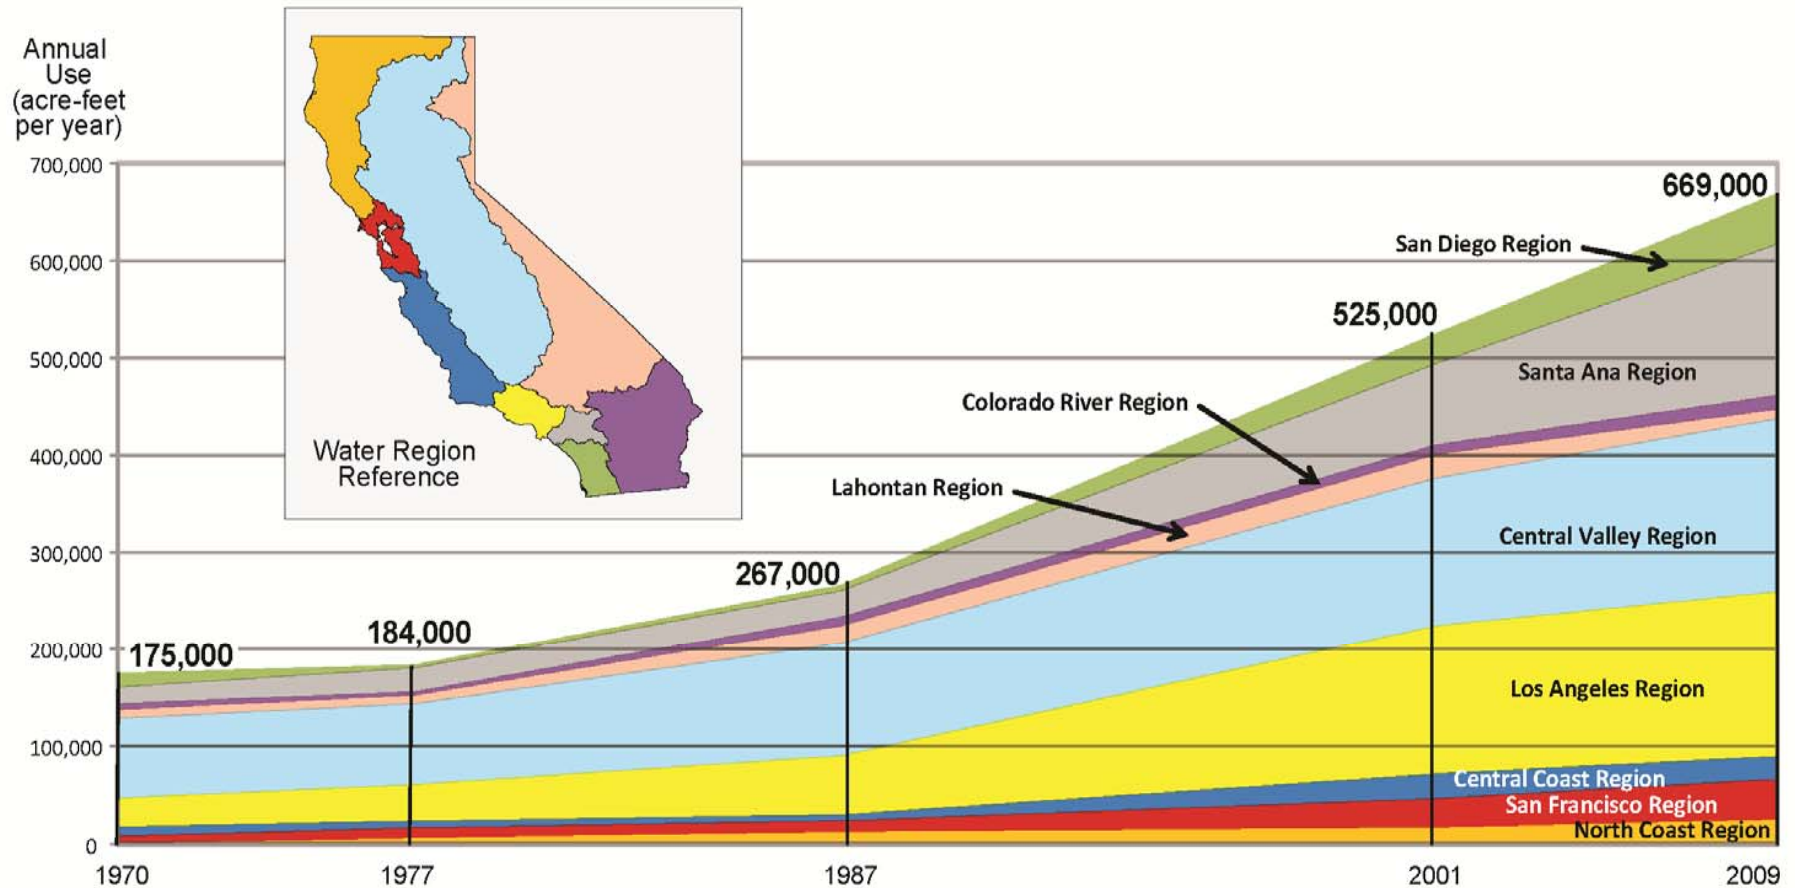 Annual
Use
(acre-feet
per year)
700,000
600,000
500,000
400,000
300,000
200,000
100,000
0
Water Region
Reference
175,000
184,000
267,000
525,000
669,000
San Diego Region
Santa Ana Region
Colorado River Region
Lahontan Region
Central Valley Region
Los Angeles Region
Central Coast Region
San Francisco Region
North Coast Region
1970
1977
1987
2001
2009